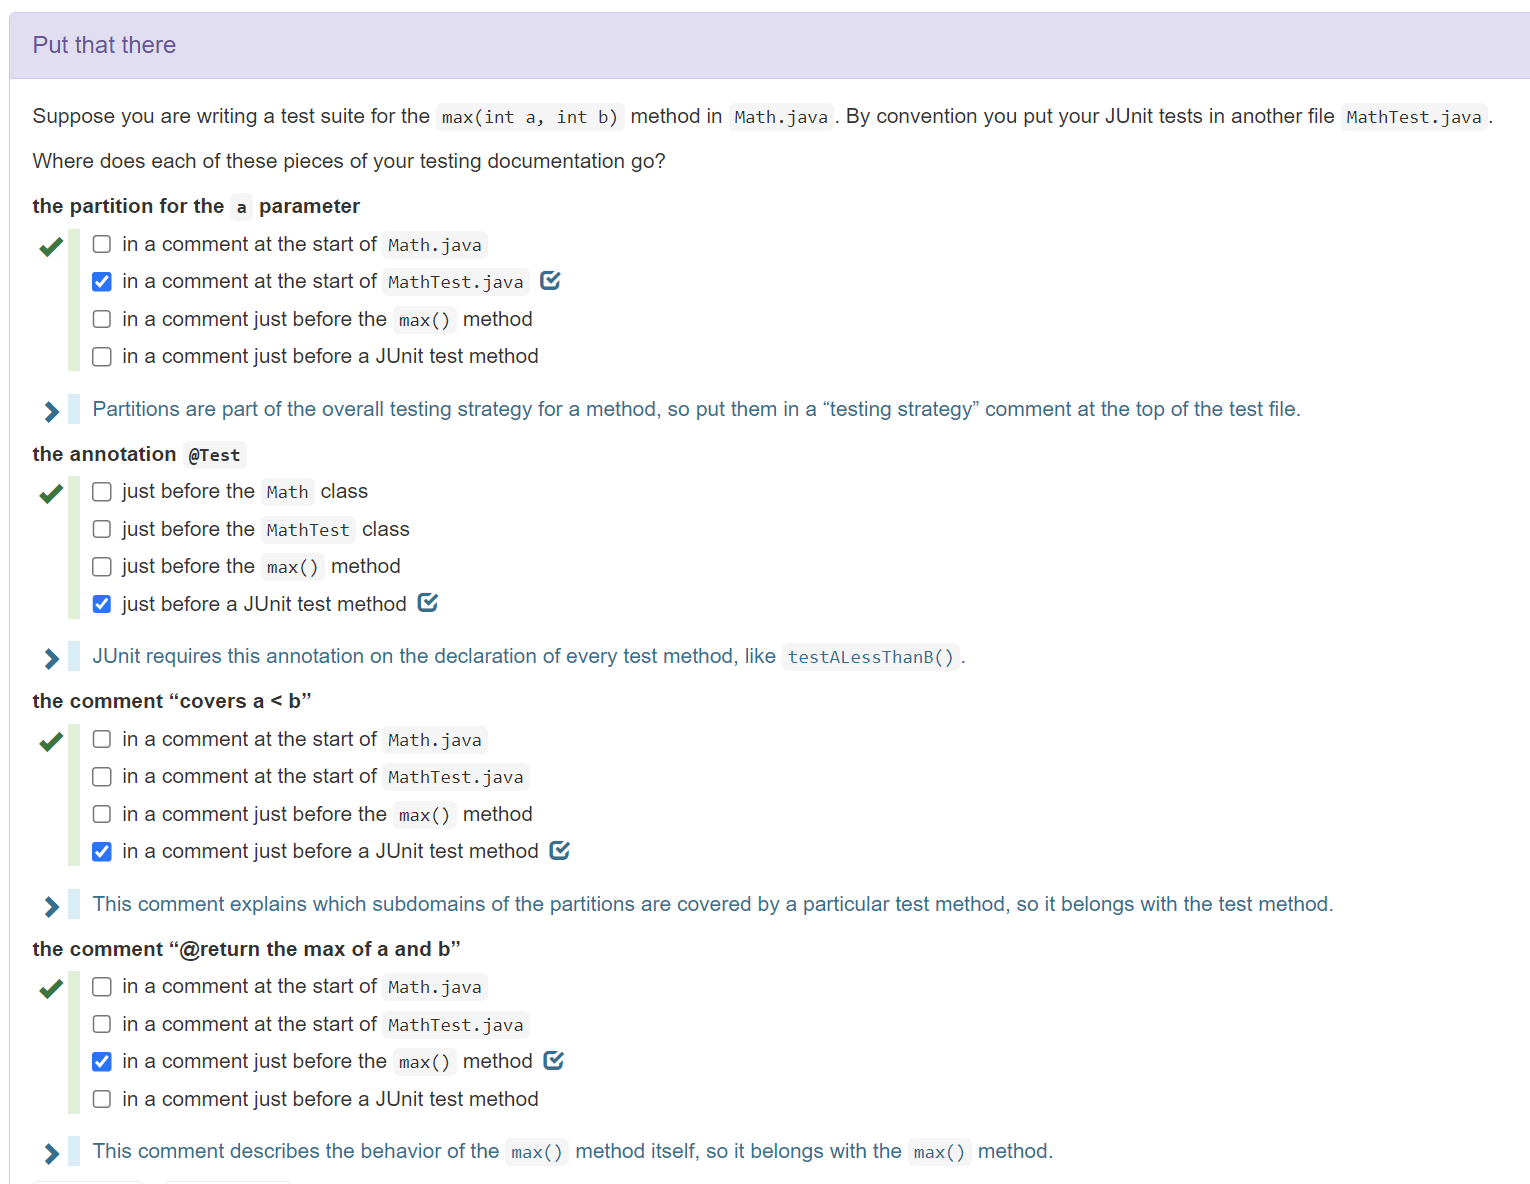 Put that there
Suppose you are writing a test suite for the max(int a, int b) method in Math.java. By convention you put your JUnit tests in another file MathTest.java.
Where does each of these pieces of your testing documentation go?
the partition for the a parameter
in a comment at the start of Math.java
in a comment at the start of MathTest.java
in a comment just before the max() method
in a comment just before a JUnit test method
Partitions are part of the overall testing strategy for a method, so put them in a “testing strategy” comment at the top of the test file.
the annotation @Test
just before the Math class
just before the MathTest class
just before the max() method
just before a JUnit test method
JUnit requires this annotation on the declaration of every test method, like testALessThanB().
the comment “covers a < b”
in a comment at the start of Math.java
in a comment at the start of MathTest.java
in a comment just before the max() method
in a comment just before a JUnit test method
This comment explains which subdomains of the partitions are covered by a particular test method, so it belongs with the test method.
the comment “@return the max of a and b”
in a comment at the start of Math.java
in a comment at the start of MathTest.java
in a comment just before the max() method
in a comment just before a JUnit test method
This comment describes the behavior of the max() method itself, so it belongs with the max() method.